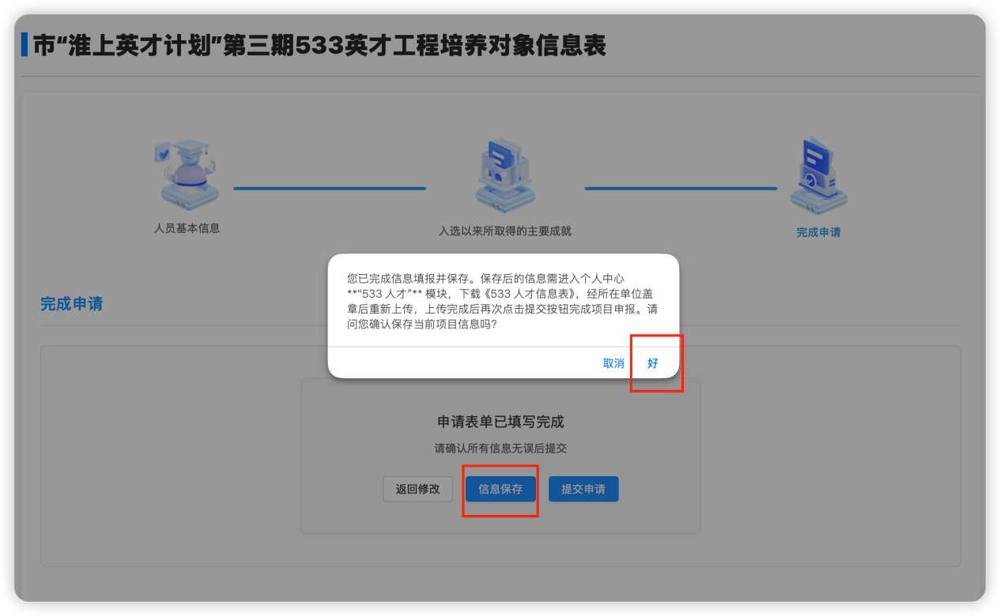 市“淮上英才计划”第三期533英才工程培养对象信息表
人员基本信息
入选以来所取得的主要成就
完成申请
您已完成信息填报并保存。保存后的信息需进入个人中心
**“533 人才”** 模块，下载《533 人才信息表》，经所在单位盖
章后重新上传，上传完成后再次点击提交按钮完成项目申报。请
问您确认保存当前项目信息吗?
取消
好
完成申请
申请表单已填写完成
请确认所有信息无误后提交
返回修改
信息保存
提交申请